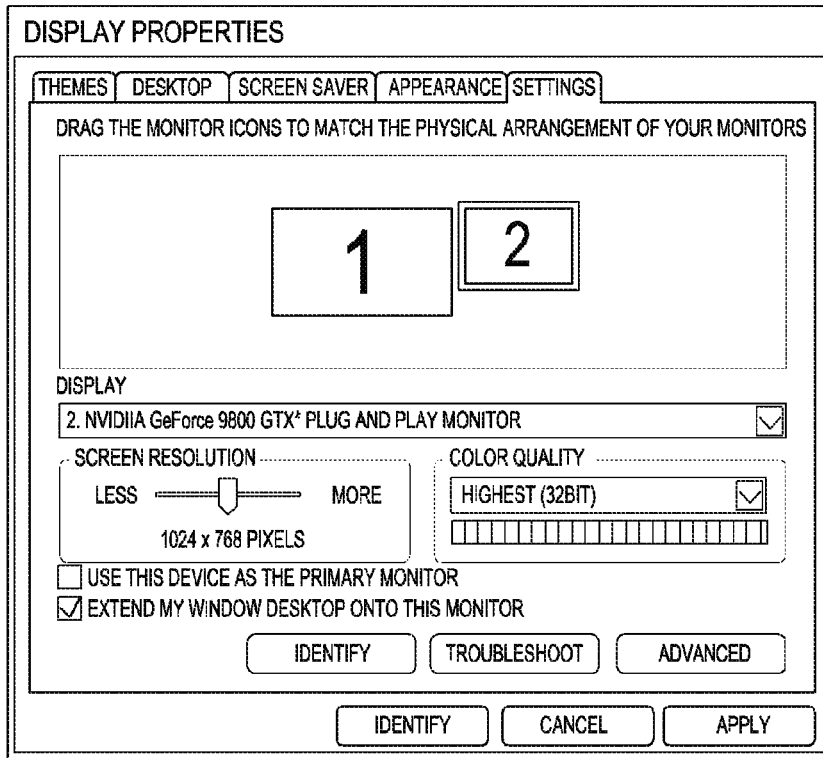 DISPLAY PROPERTIES
THEMES DESKTOP SCREEN SAVER APPEARANCE SETTINGS
DRAG THE MONITOR ICONS TO MATCH THE PHYSICAL ARRANGEMENT OF YOUR MONITORS
1 2
DISPLAY
2. NVIDIIA GeForce 9800 GTX* PLUG AND PLAY MONITOR
SCREEN RESOLUTION COLOR QUALITY
LESS MORE HIGHEST (32BIT)
1024 x 768 PIXELS
USE THIS DEVICE AS THE PRIMARY MONITOR
EXTEND MY WINDOW DESKTOP ONTO THIS MONITOR
IDENTIFY TROUBLESHOOT ADVANCED
IDENTIFY CANCEL APPLY